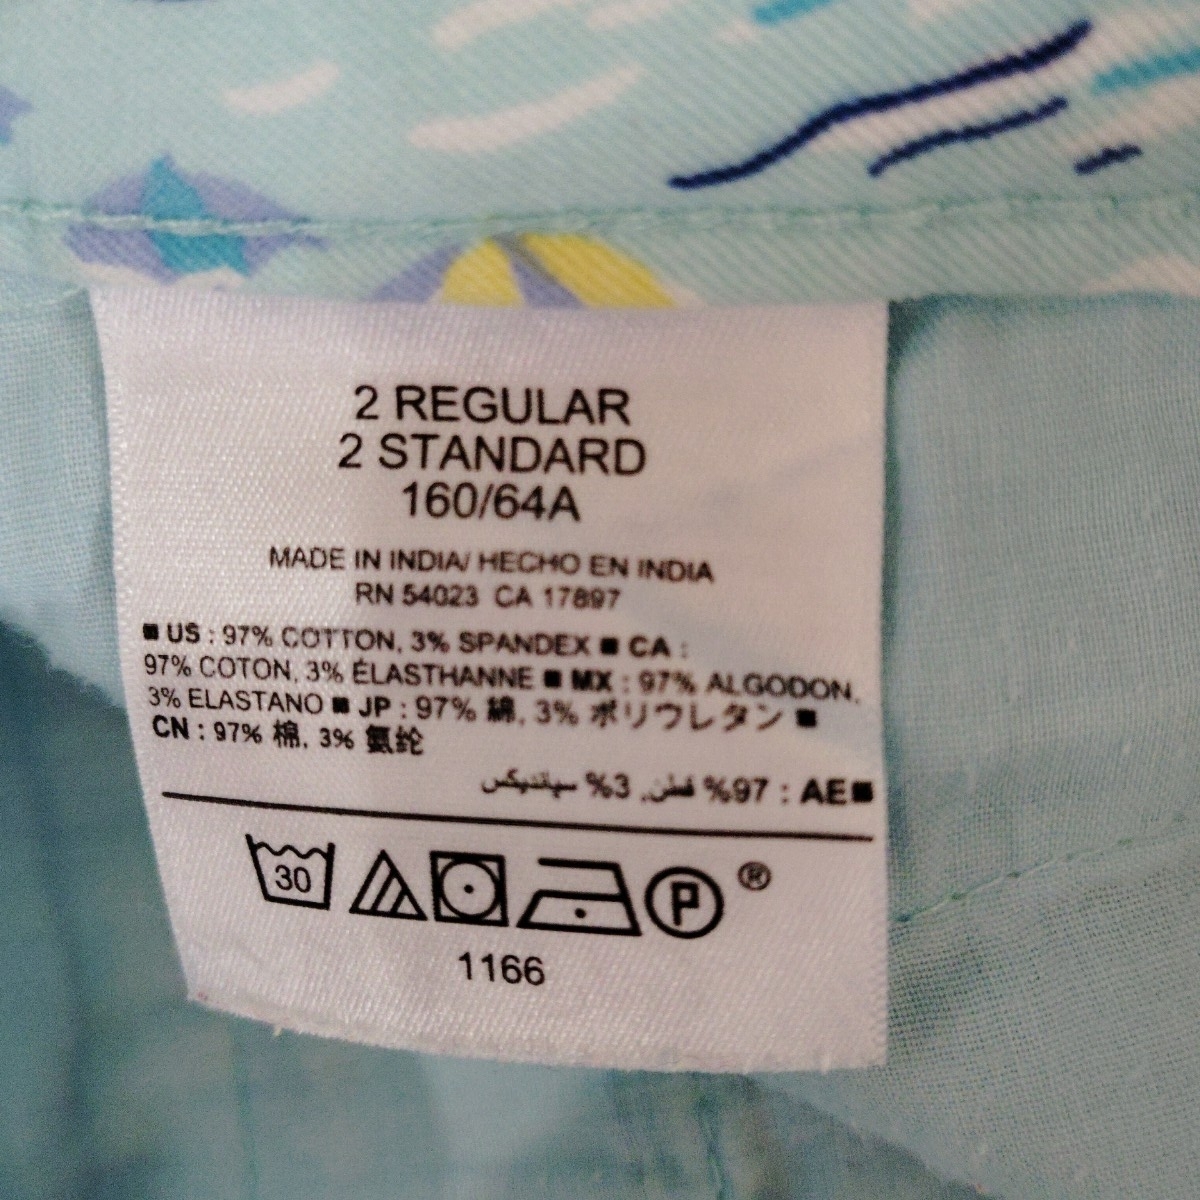 2 REGULAR
2 STANDARD
160/64A
MADE IN INDIA/ HECHO EN INDIA
RN 54023 CA 17897
■ US : 97% COTTON, 3% SPANDEX ■ CA :
97% COTON, 3% ÉLASTHANNE ■ MX : 97% ALGODON,
3% ELASTANO ■ JP : 97% 綿, 3% ポリウレタン ■
CN : 97% 棉, 3% 氨纶
■AE : 97% قطن, 3% سباندیکس
30
P
®
1166